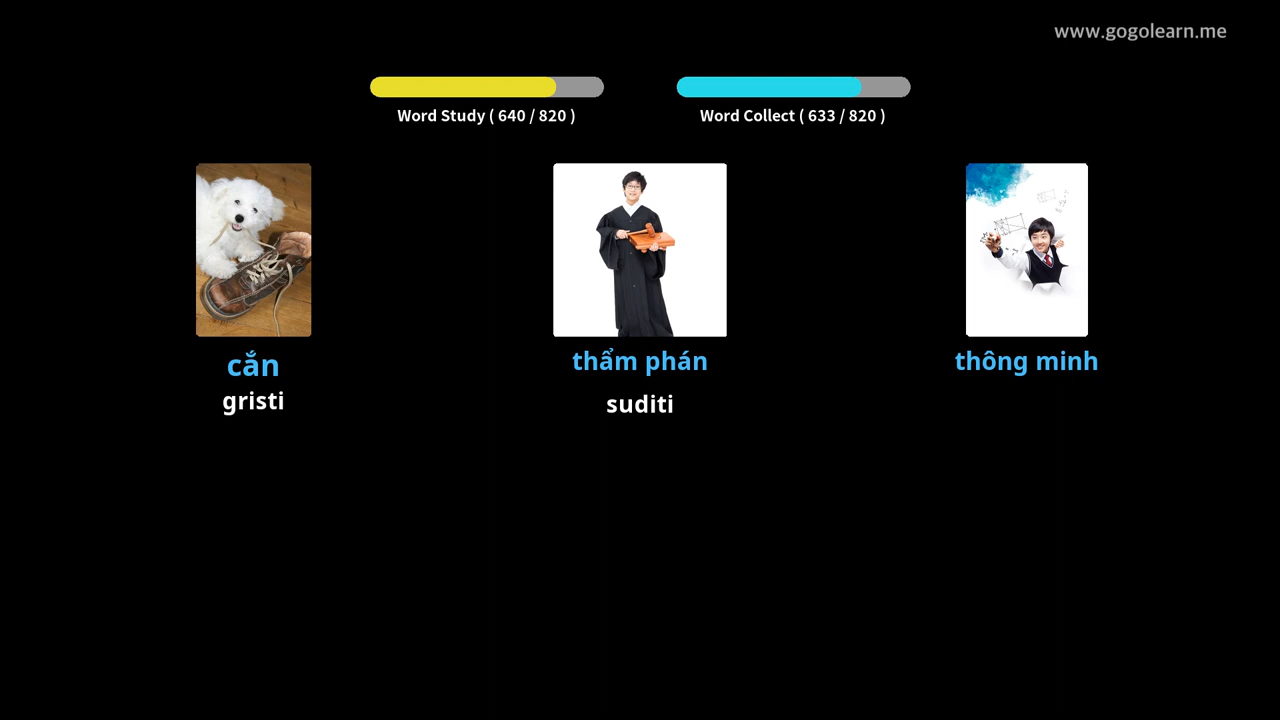 www.gogolearn.me
Word Study ( 640 / 820 )
Word Collect ( 633 / 820 )
cắn
gristi
thẩm phán
suditi
thông minh